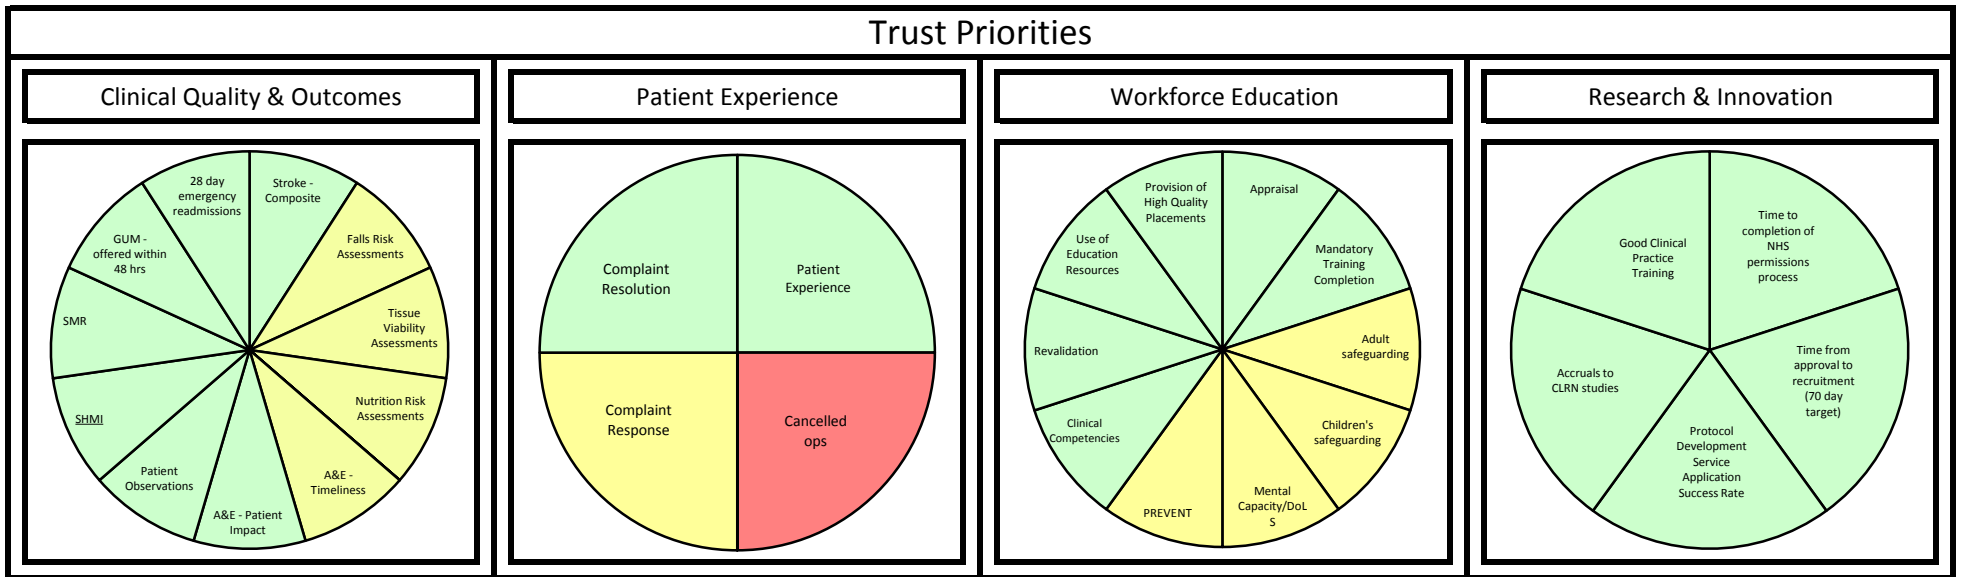 Trust Priorities
Clinical Quality & Outcomes
Patient Experience
Workforce Education
Research & Innovation
Stroke -
Composite
Falls Risk
Assessments
Tissue
Viability
Assessments
Nutrition Risk
Assessments
A&E -
Timeliness
A&E - Patient
Impact
Patient
Observations
SHMI
SMR
GUM -
offered within
48 hrs
28 day
emergency
readmissions
Patient
Experience
Cancelled
ops
Complaint
Response
Complaint
Resolution
Appraisal
Mandatory
Training
Completion
Adult
safeguarding
Children's
safeguarding
Mental
Capacity/DoL
S
PREVENT
Clinical
Competencies
Revalidation
Use of
Education
Resources
Provision of
High Quality
Placements
Time to
completion of
NHS
permissions
process
Time from
approval to
recruitment
(70 day
target)
Protocol
Development
Service
Application
Success Rate
Accruals to
CLRN studies
Good Clinical
Practice
Training